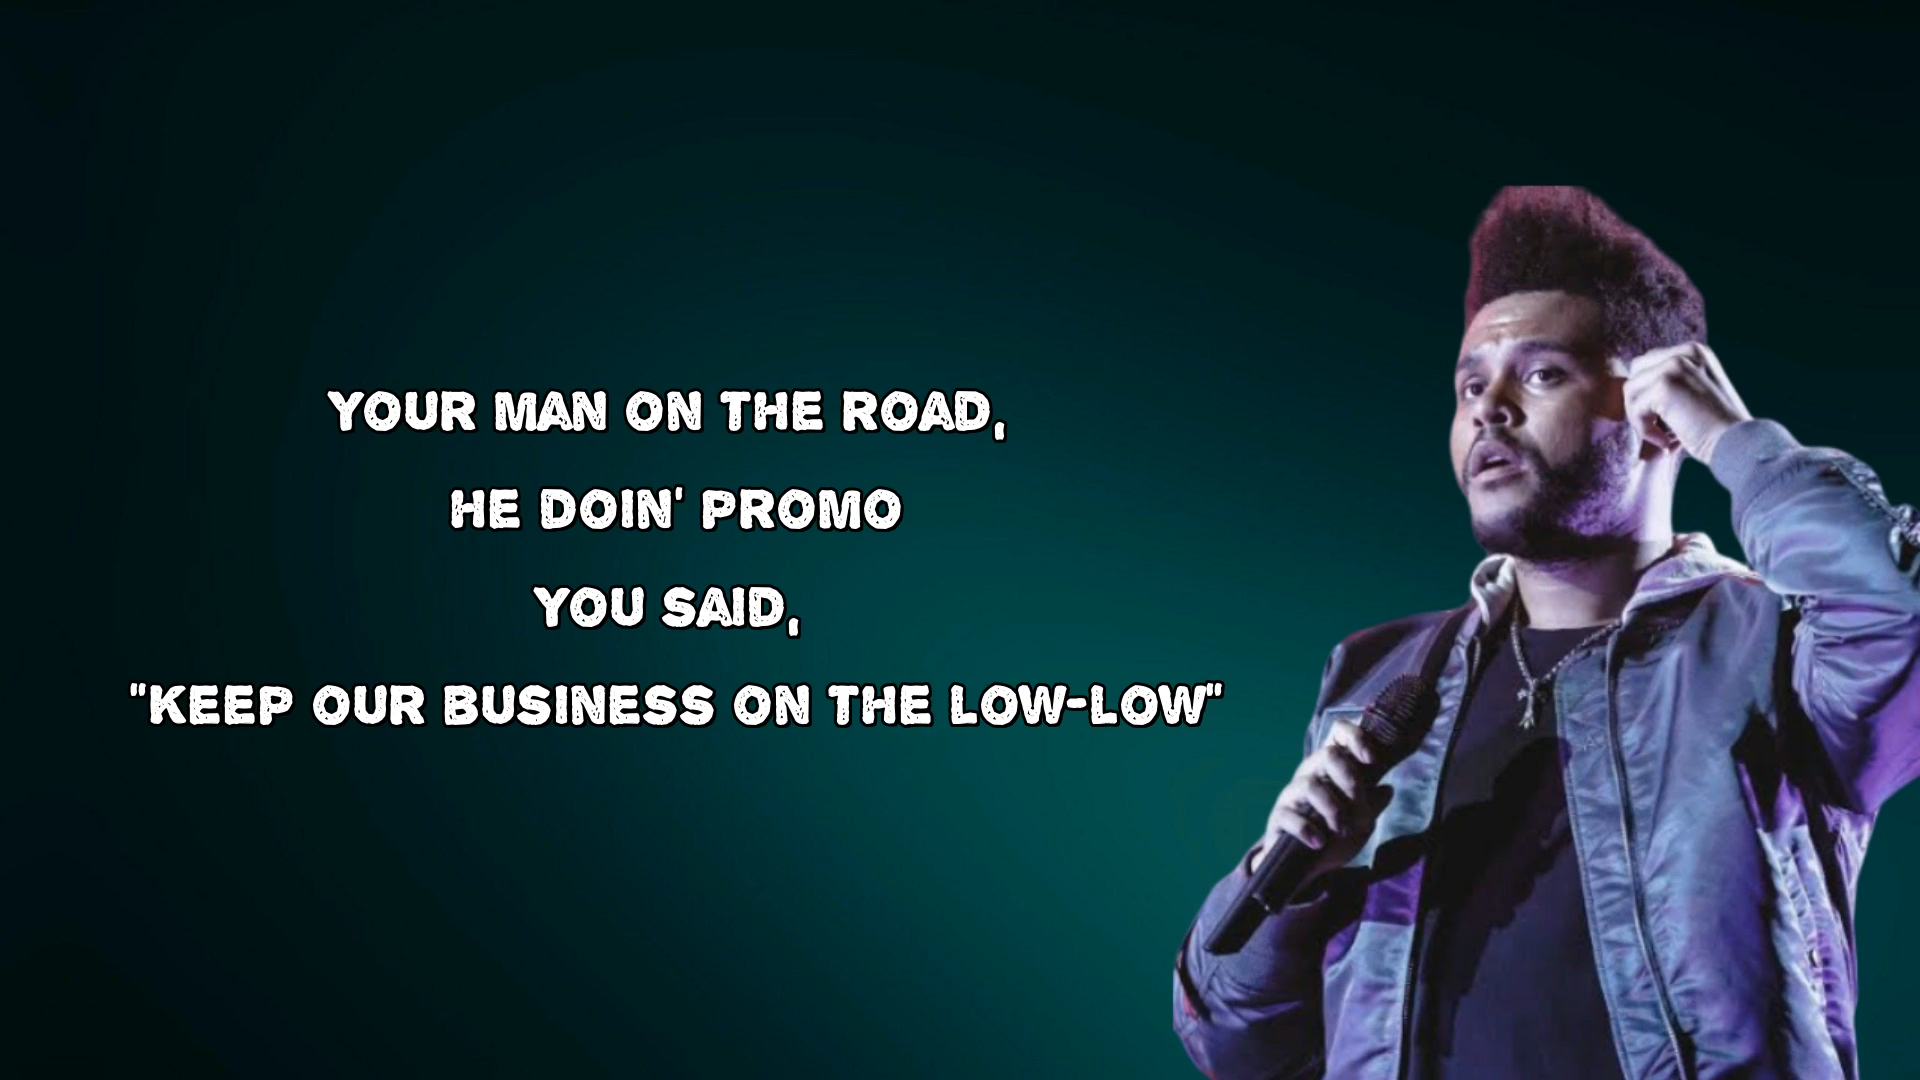 YOUR MAN ON THE ROAD,
HE DOIN' PROMO
YOU SAID,
"KEEP OUR BUSINESS ON THE LOW-LOW"